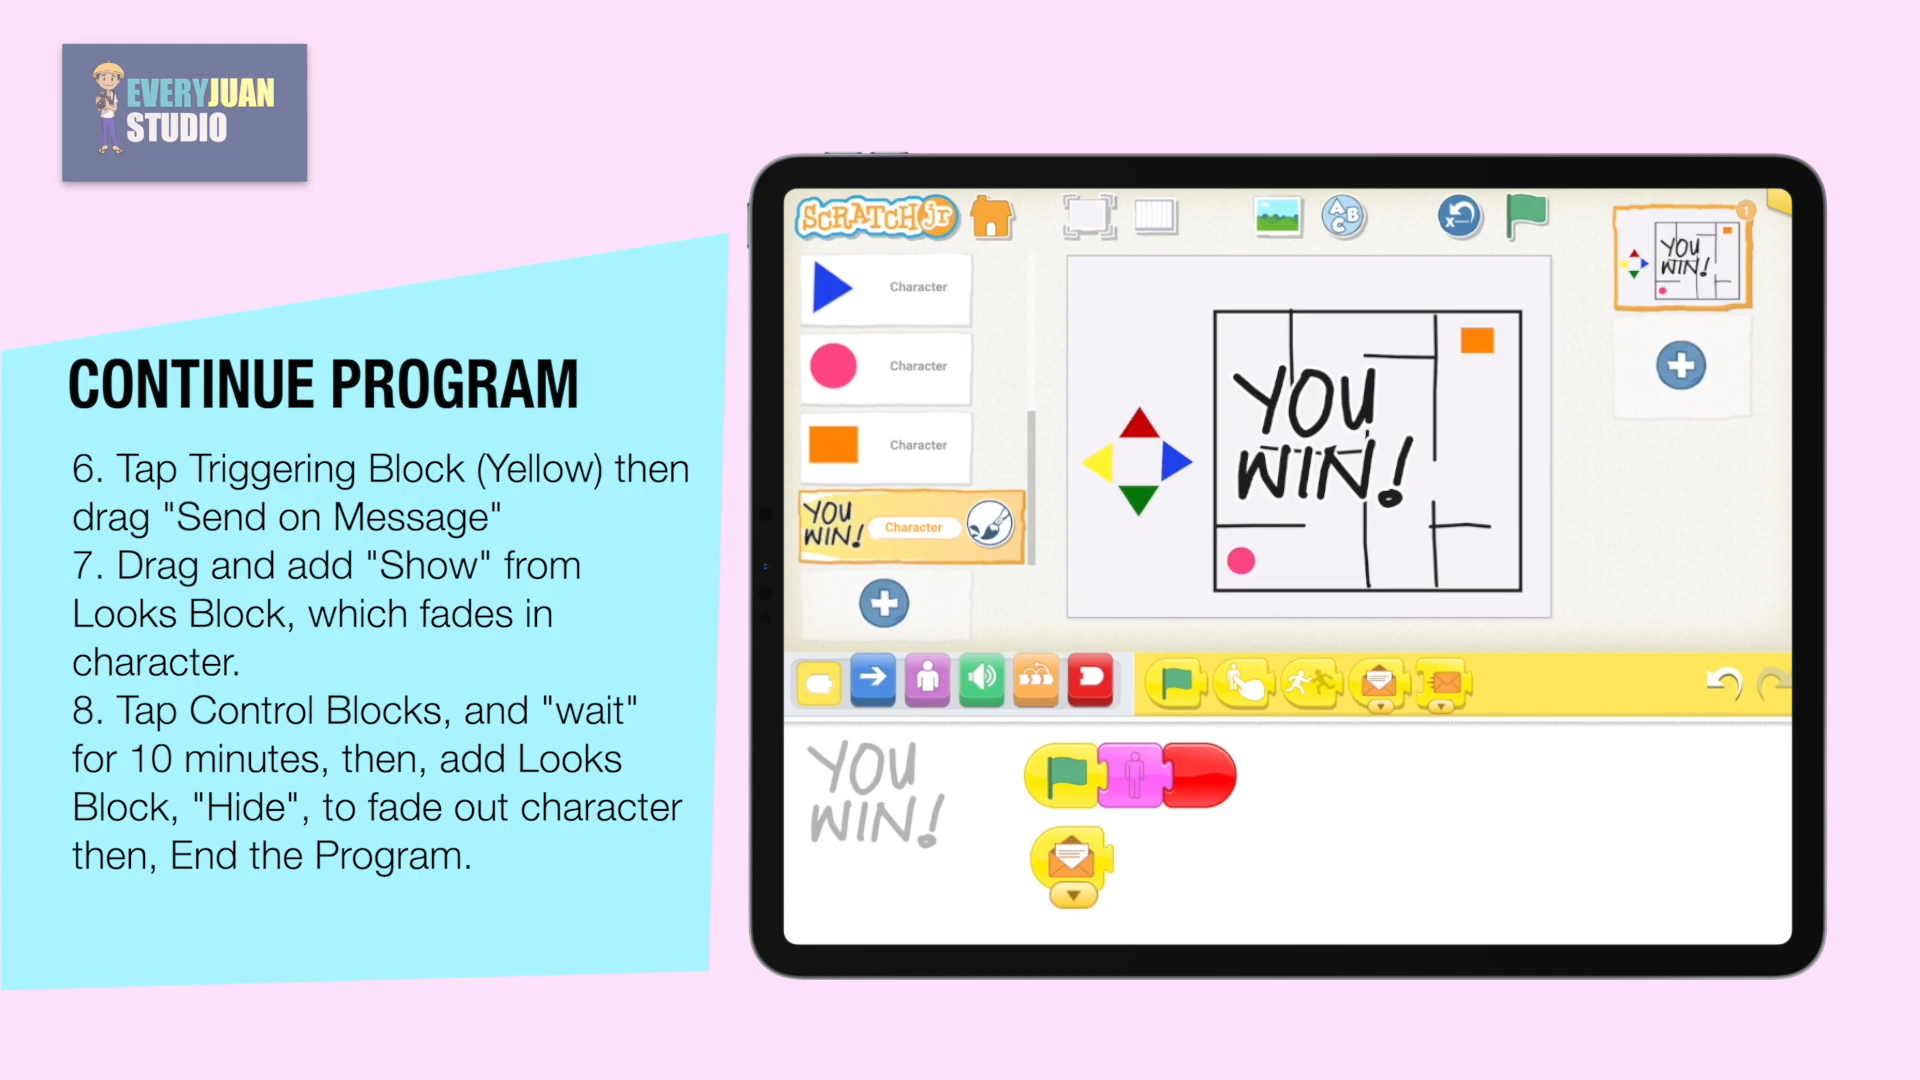 EVERYJUAN
STUDIO
CONTINUE PROGRAM
6. Tap Triggering Block (Yellow) then
drag "Send on Message"
7. Drag and add "Show" from
Looks Block, which fades in
character.
8. Tap Control Blocks, and "wait"
for 10 minutes, then, add Looks
Block, "Hide", to fade out character
then, End the Program.
SCRATCH Jr
A B C
X
1
YOU
WIN!
Character
Character
Character
YOU
WIN!
Character
YOU
WIN!
YOU
WIN!